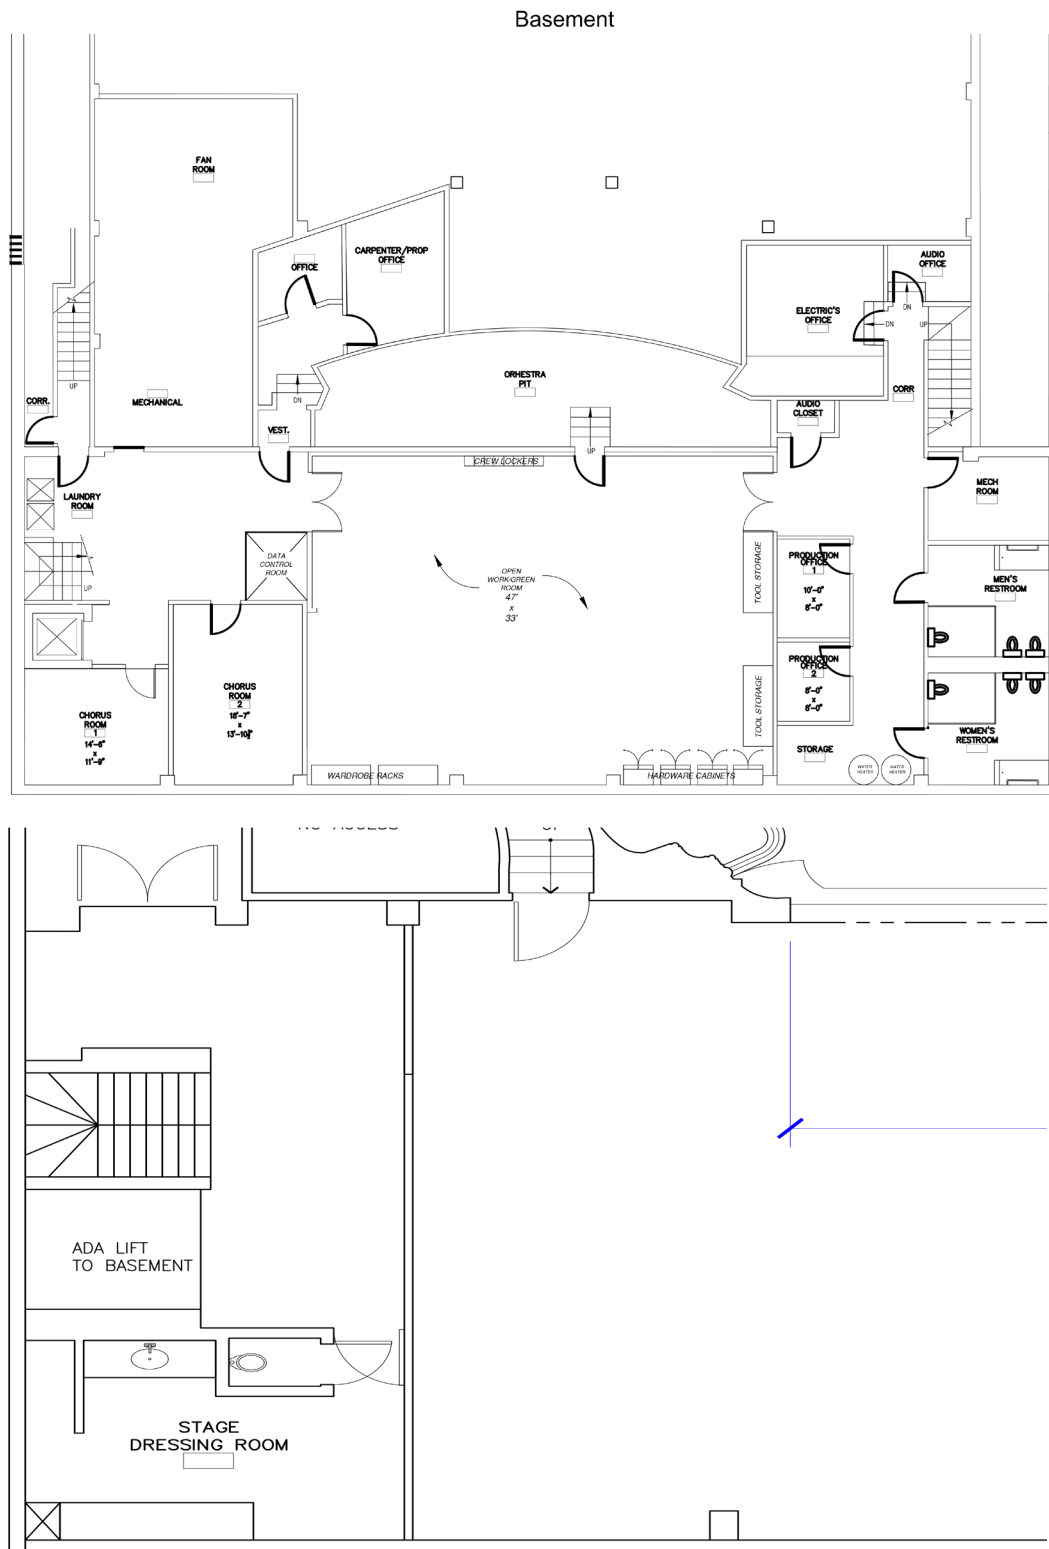 Basement
FAN
ROOM
CARPENTER/PROP
OFFICE
OFFICE
AUDIO
OFFICE
DN
ELECTRIC'S
OFFICE
DN
UP
UP
ORHESTRA
PIT
CORR.
MECHANICAL
DN
CORR
AUDIO
CLOSET
VEST.
UP
CREW LOCKERS
LAUNDRY
ROOM
MECH
ROOM
DATA
CONTROL
ROOM
OPEN
WORK/GREEN
ROOM
47'
x
33'
TOOL STORAGE
PRODUCTION
OFFICE
1
10'-0"
x
8'-0"
MEN'S
RESTROOM
UP
PRODUCTION
OFFICE
2
8'-0"
x
8'-0"
TOOL STORAGE
CHORUS
ROOM
2
18'-7"
x
CHORUS
ROOM
1
14'-6"
x
11'-9"
WOMEN'S
RESTROOM
STORAGE
WATER
HEATER
WATER
HEATER
WARDROBE RACKS
HARDWARE CABINETS
ADA LIFT
TO BASEMENT
STAGE
DRESSING ROOM